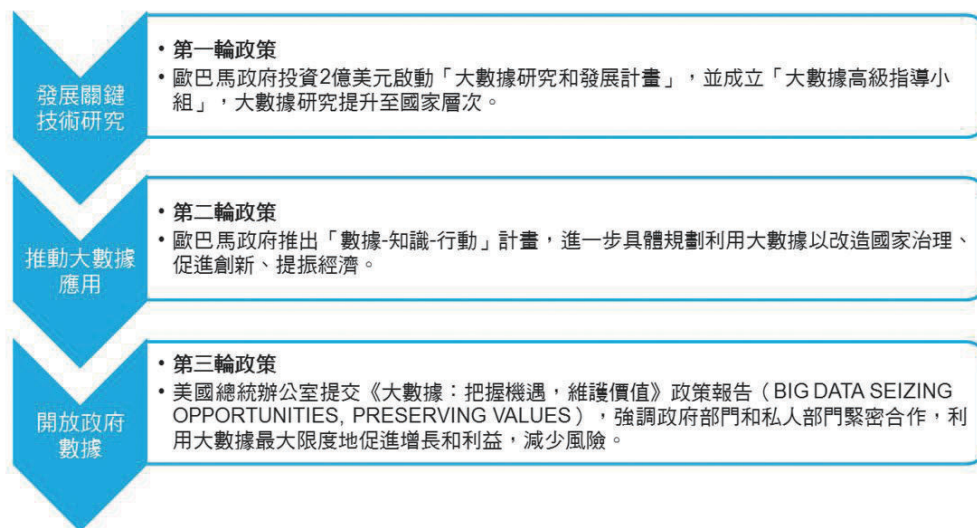 發展關鍵
技術研究
• 第一輪政策
• 歐巴馬政府投資2億美元啟動「大數據研究和發展計畫」，並成立「大數據高級指導小
組」，大數據研究提升至國家層次。
推動大數據
應用
• 第二輪政策
• 歐巴馬政府推出「數據-知識-行動」計畫，進一步具體規劃利用大數據以改造國家治理、
促進創新、提振經濟。
開放政府
數據
• 第三輪政策
• 美國總統辦公室提交《大數據：把握機遇，維護價值》政策報告（BIG DATA SEIZING
OPPORTUNITIES, PRESERVING VALUES），強調政府部門和私人部門緊密合作，利
用大數據最大限度地促進增長和利益，減少風險。